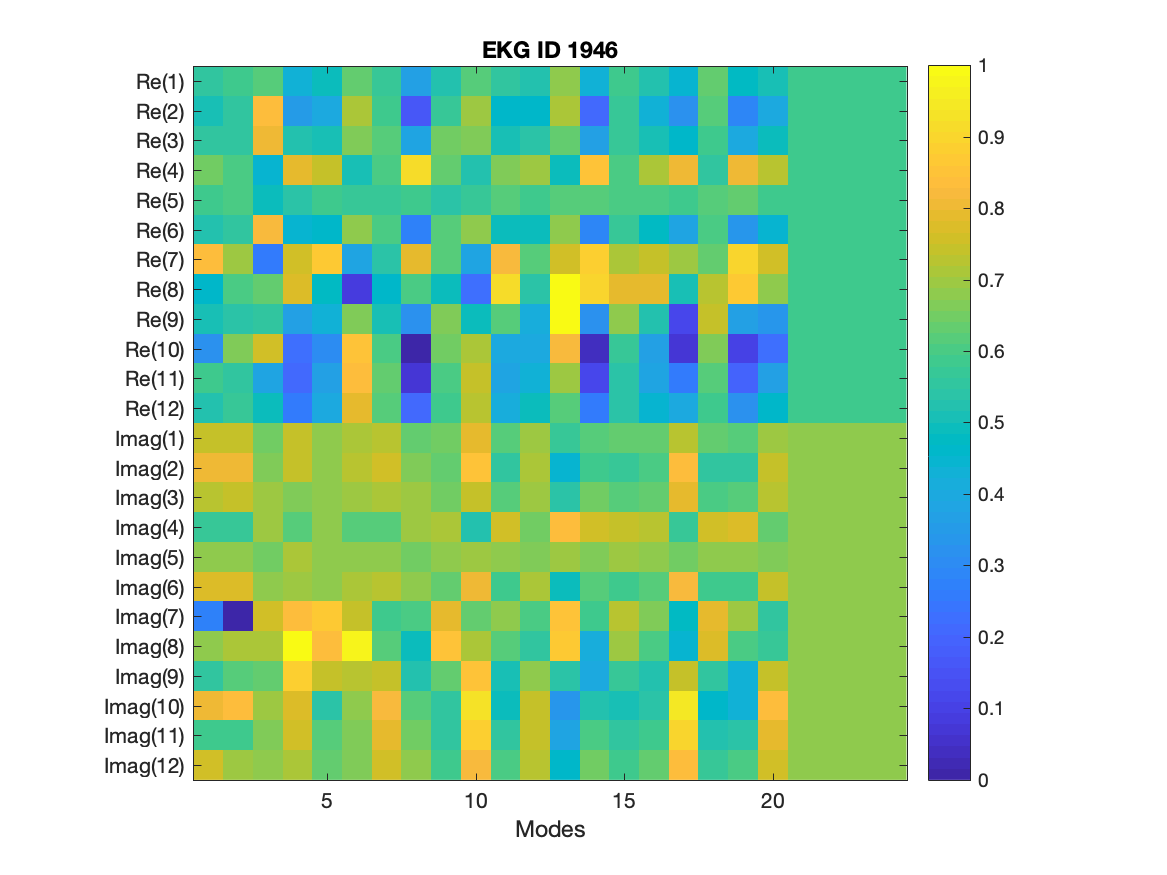 EKG ID 1946
Re(1)
Re(2)
Re(3)
Re(4)
Re(5)
Re(6)
Re(7)
Re(8)
Re(9)
Re(10)
Re(11)
Re(12)
Imag(1)
Imag(2)
Imag(3)
Imag(4)
Imag(5)
Imag(6)
Imag(7)
Imag(8)
Imag(9)
Imag(10)
Imag(11)
Imag(12)
5 10 15 20
Modes
1
0.9
0.8
0.7
0.6
0.5
0.4
0.3
0.2
0.1
0